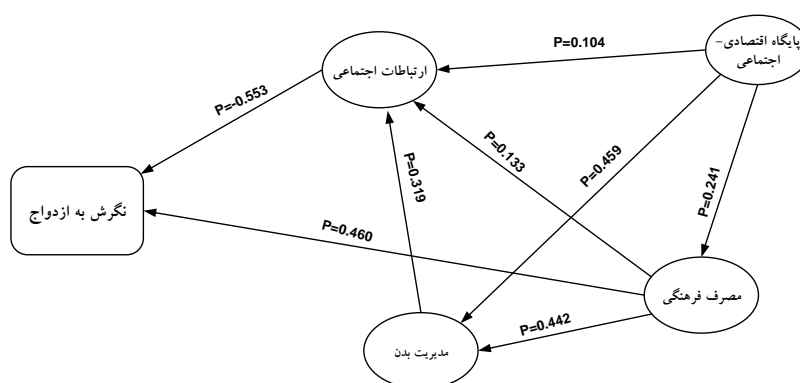 پایگاه اقتصادی-
اجتماعی
P=0.104
ارتباطات اجتماعی
P=-0.553
P=0.133
P=0.459
P=0.241
P=0.319
نگرش به ازدواج
P=0.460
مصرف فرهنگی
P=0.442
مدیریت بدن